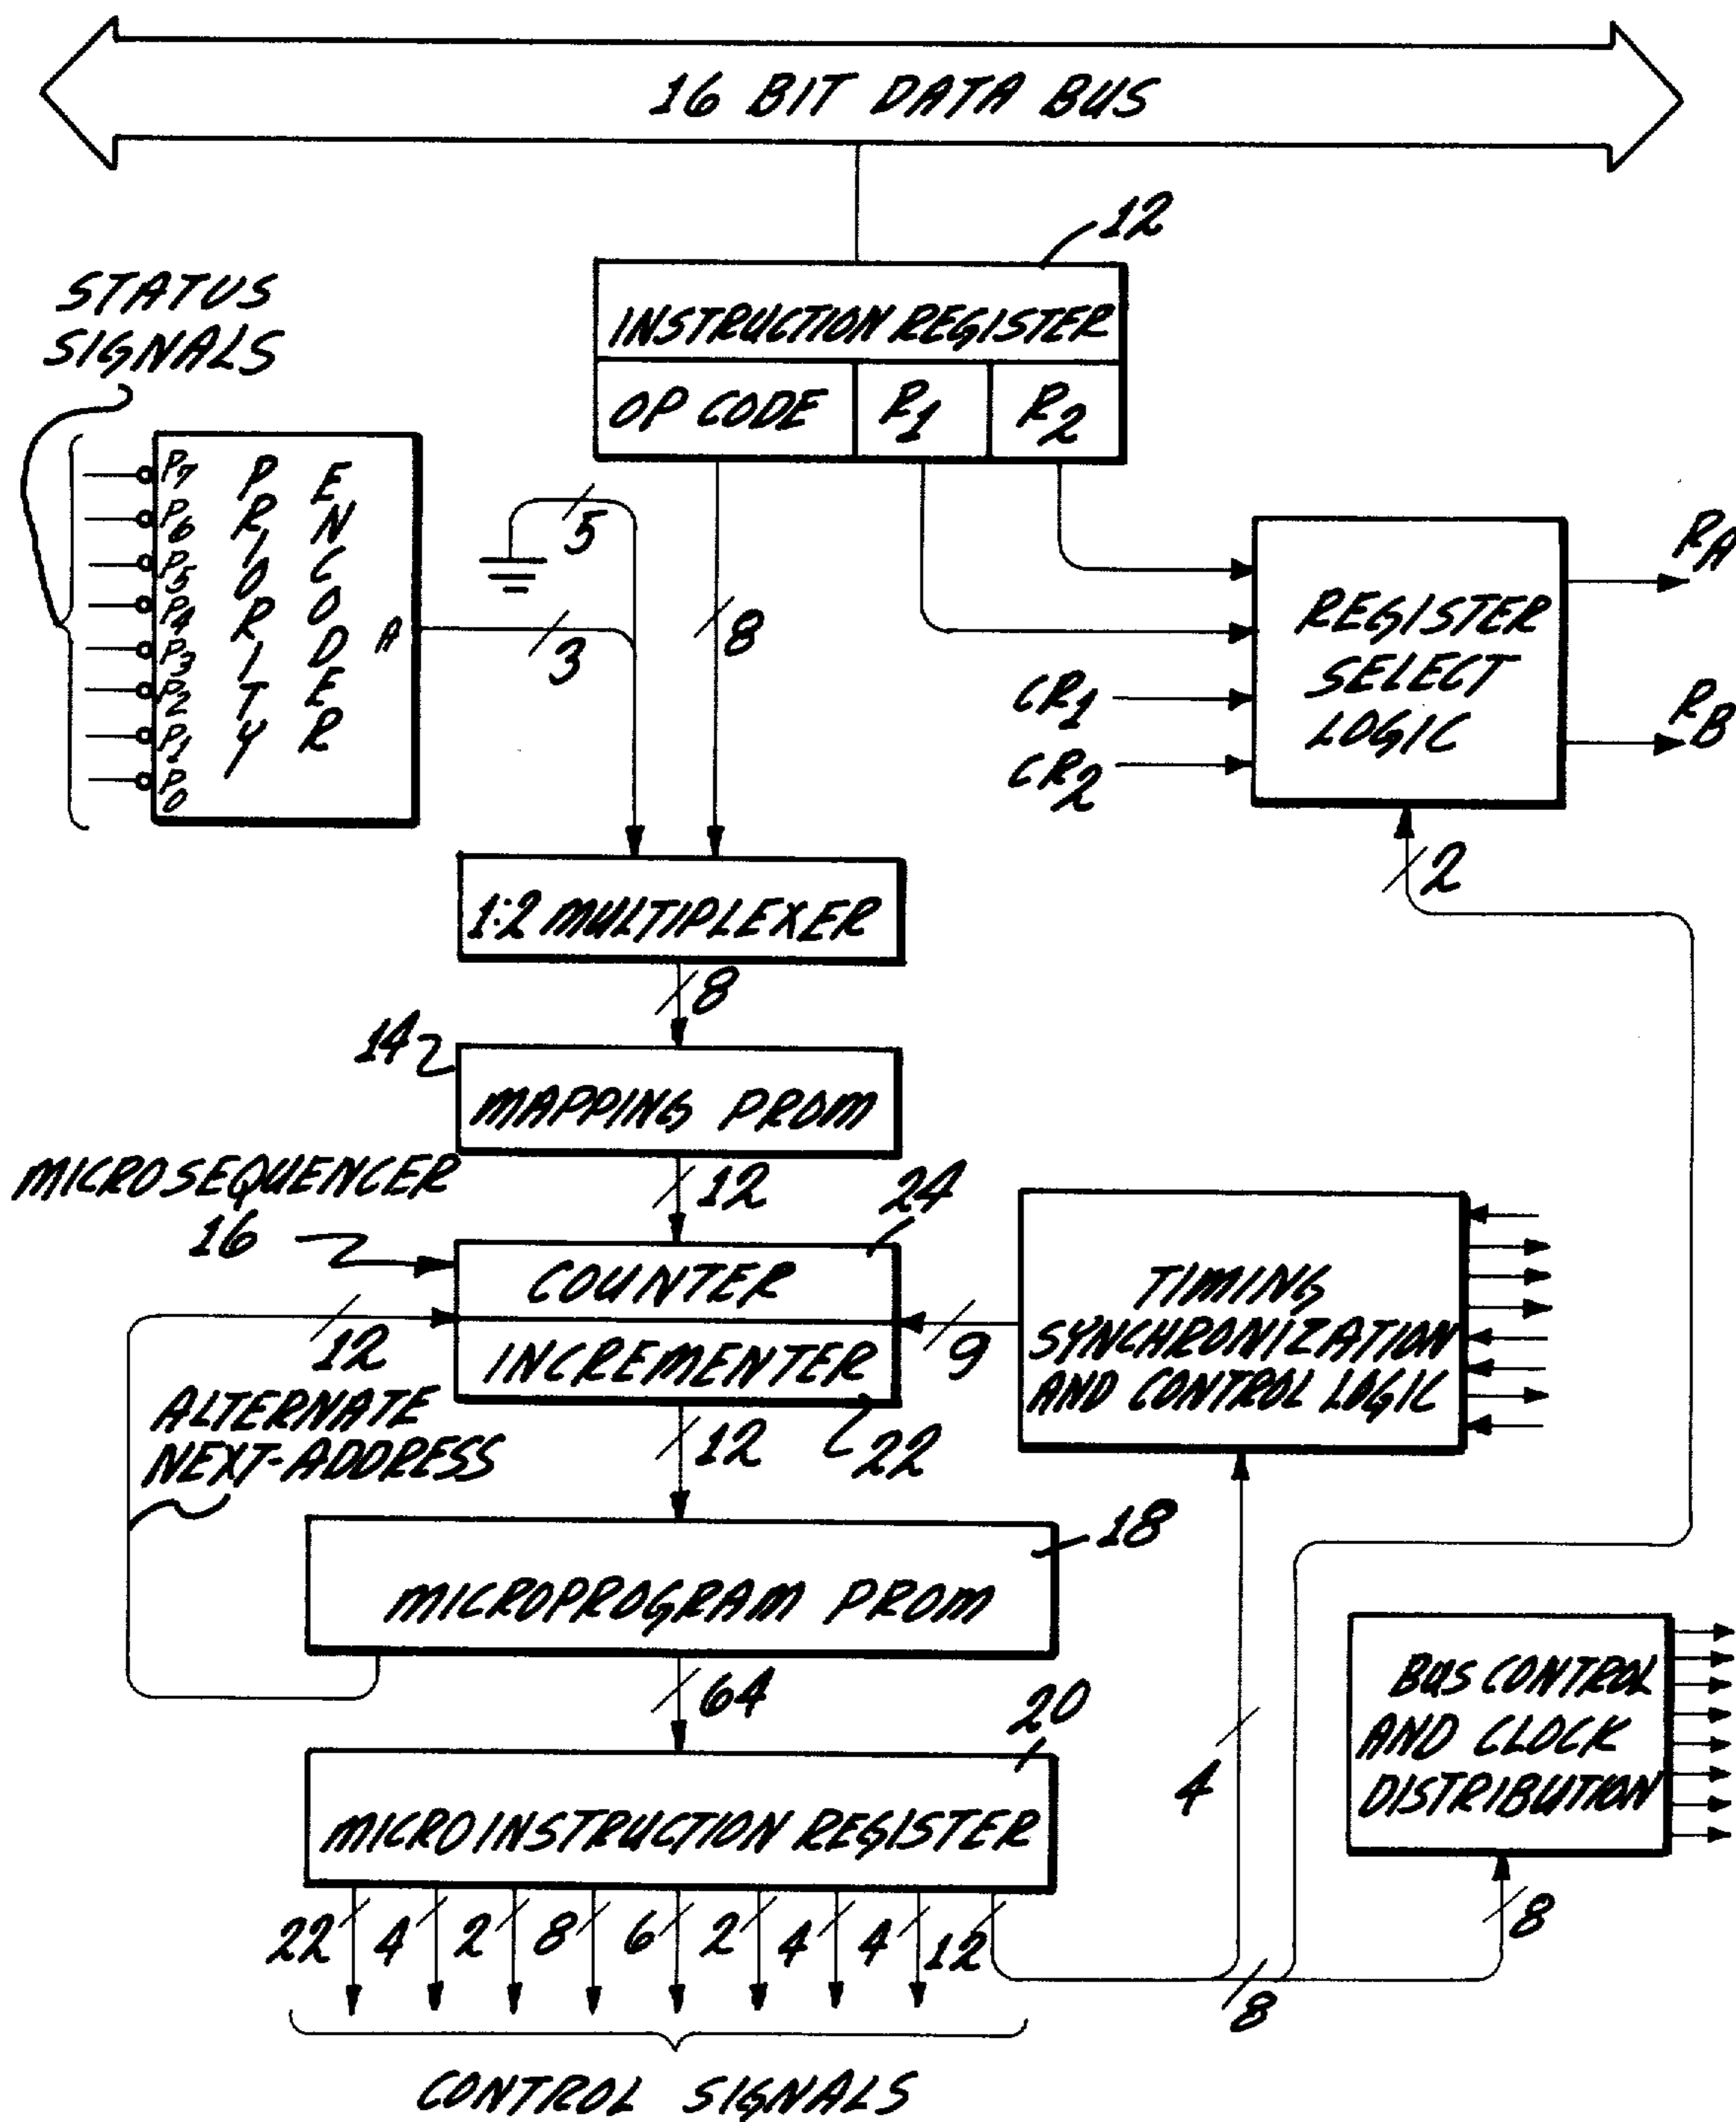 16 BIT DATA BUS
12
INSTRUCTION REGISTER
OP CODE R1 R2
STATUS
SIGNALS
P7
P6
P5
P4
P3
P2
P1
P0
PRIORITY
ENCODER
A
5
3
8
REGISTER
SELECT
LOGIC
CR1
CR2
RA
RB
2
1:2 MULTIPLEXER
8
14
MAPPING PROM
12
MICROSEQUENCER
16
24
COUNTER
INCREMENTER
12
9
22
TIMING
SYNCHRONIZATION
AND CONTROL LOGIC
ALTERNATE
NEXT-ADDRESS
12
18
MICROPROGRAM PROM
64
20
MICROINSTRUCTION REGISTER
4
BUS CONTROL
AND CLOCK
DISTRIBUTION
22 4 2 8 6 2 4 4 12
8
8
CONTROL SIGNALS